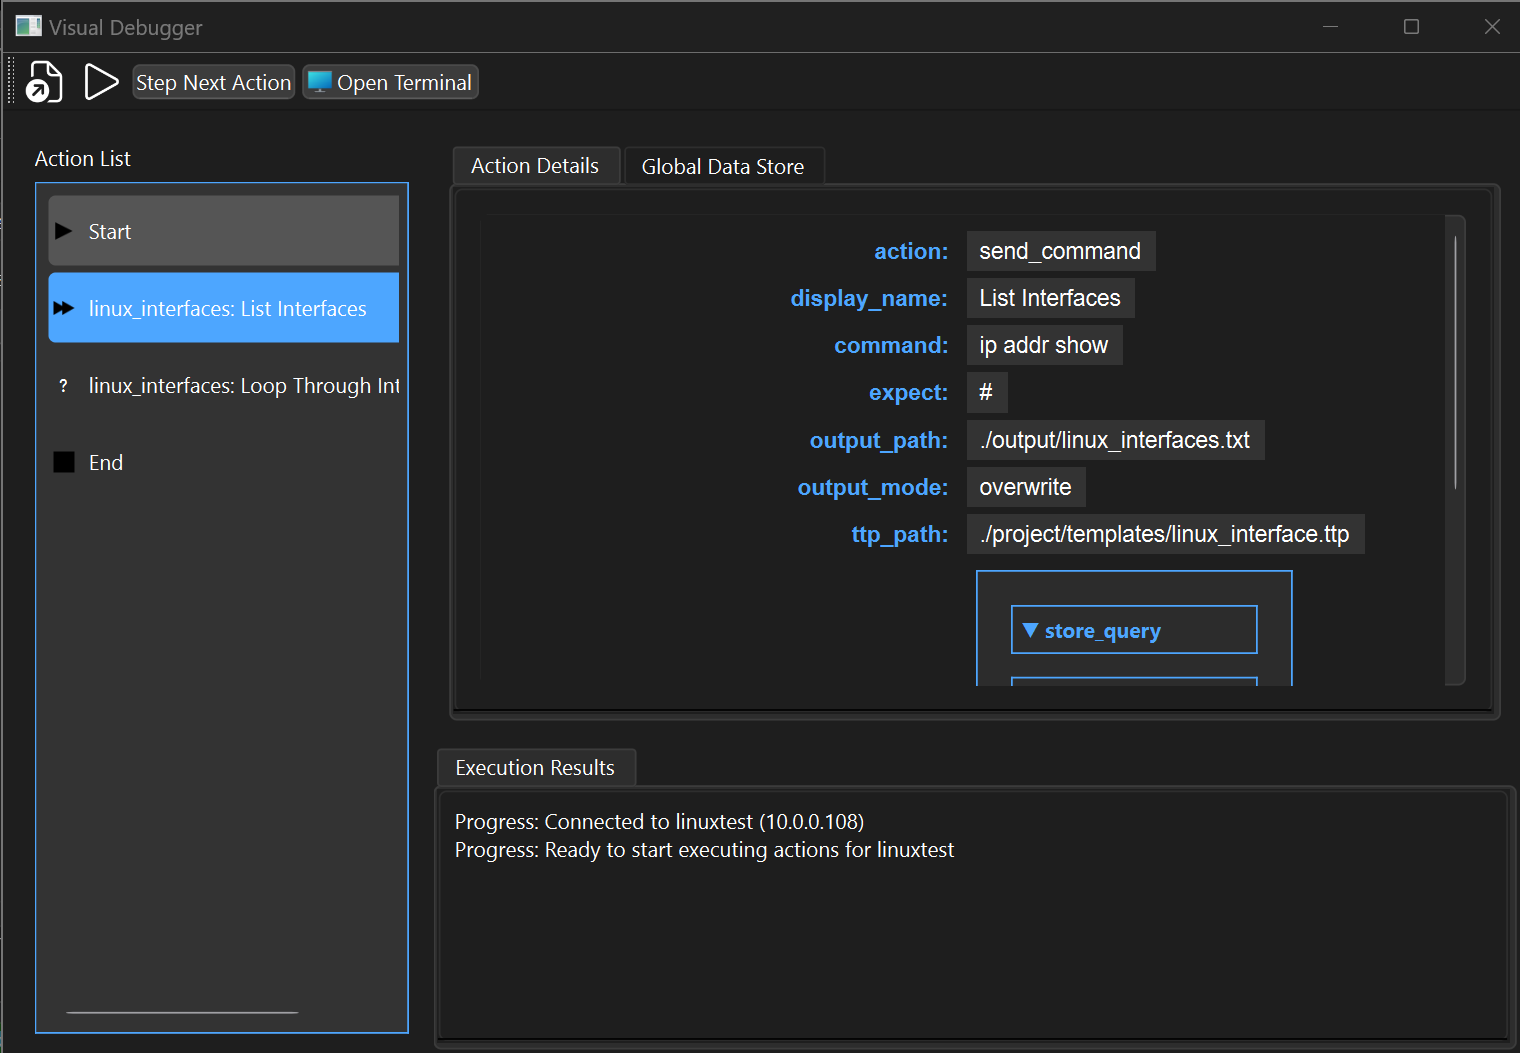 Visual Debugger
Step Next Action
Open Terminal
Action List
Start
linux_interfaces: List Interfaces
? linux_interfaces: Loop Through Int
End
Action Details
Global Data Store
action: send_command
display_name: List Interfaces
command: ip addr show
expect: #
output_path: ./output/linux_interfaces.txt
output_mode: overwrite
ttp_path: ./project/templates/linux_interface.ttp
▼ store_query
Execution Results
Progress: Connected to linuxtest (10.0.0.108)
Progress: Ready to start executing actions for linuxtest